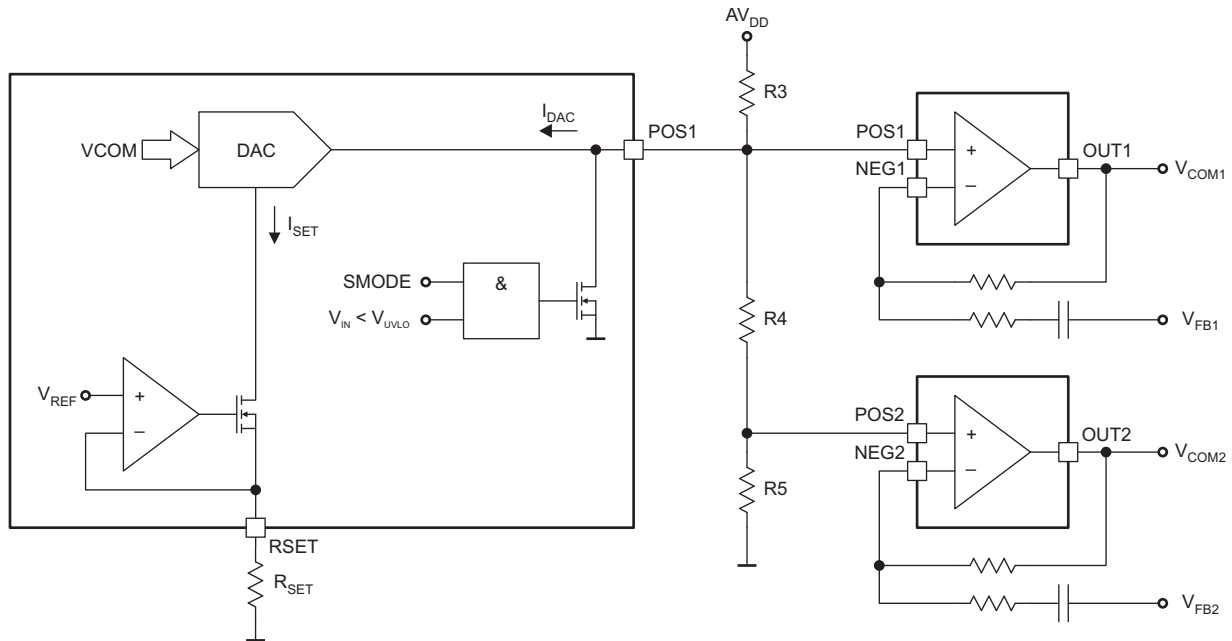 AVDD
R3
IDAC
POS1
POS1
OUT1
VCOM
DAC
+
VCOM1
NEG1
−
ISET
SMODE
&
VIN < VUVLO
R4
VFB1
VREF
+
−
POS2
OUT2
+
VCOM2
NEG2
−
R5
RSET
RSET
VFB2